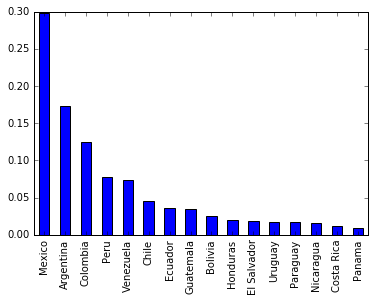 0.30
0.25
0.20
0.15
0.10
0.05
0.00
Mexico
Argentina
Colombia
Peru
Venezuela
Chile
Ecuador
Guatemala
Bolivia
Honduras
El Salvador
Uruguay
Paraguay
Nicaragua
Costa Rica
Panama